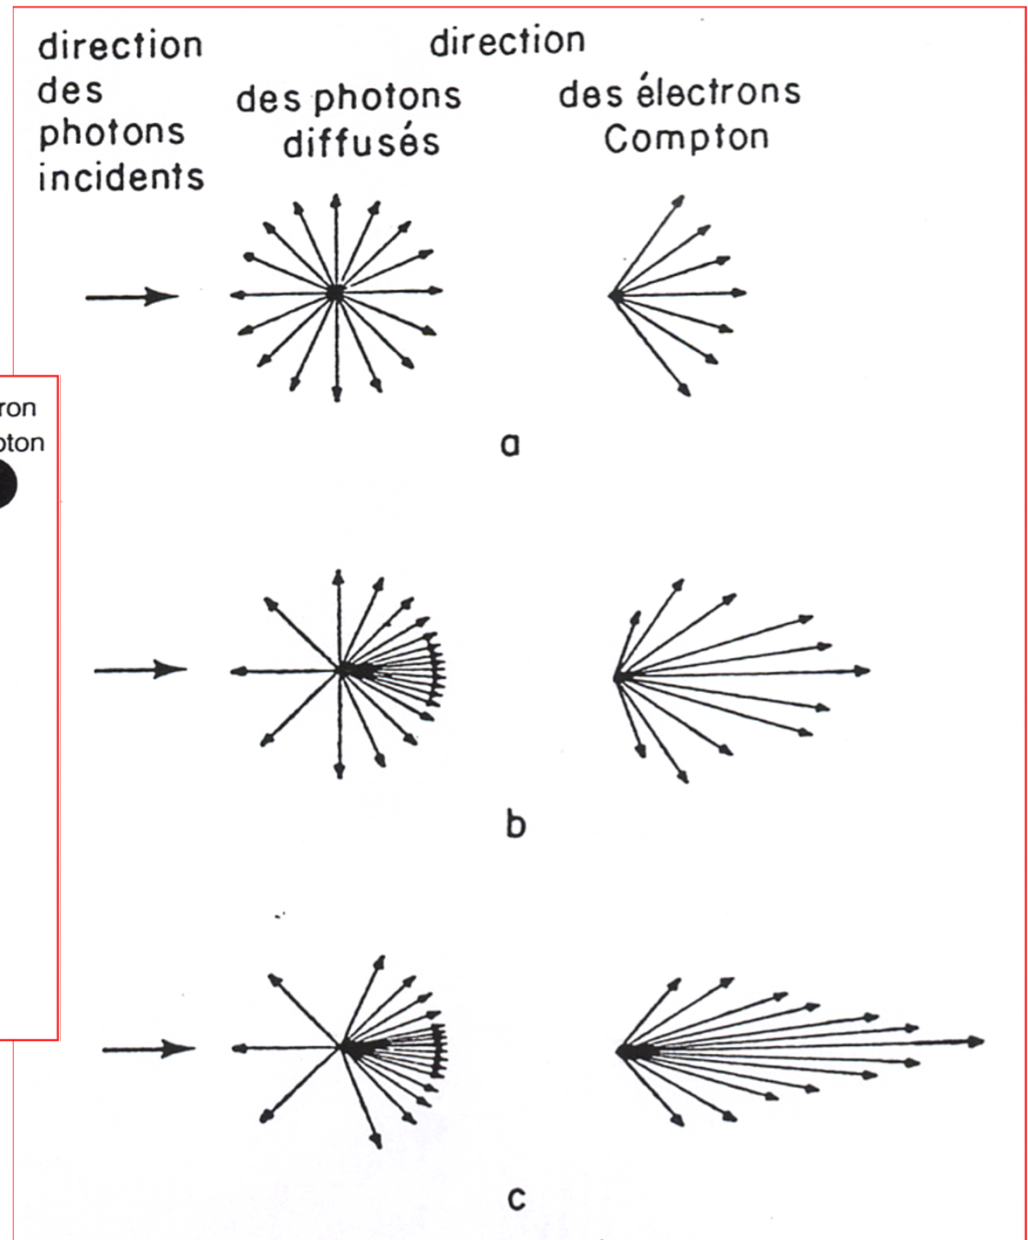 direction
des
photons
incidents
direction
des photons
diffusés
des électrons
Compton
a
b
c